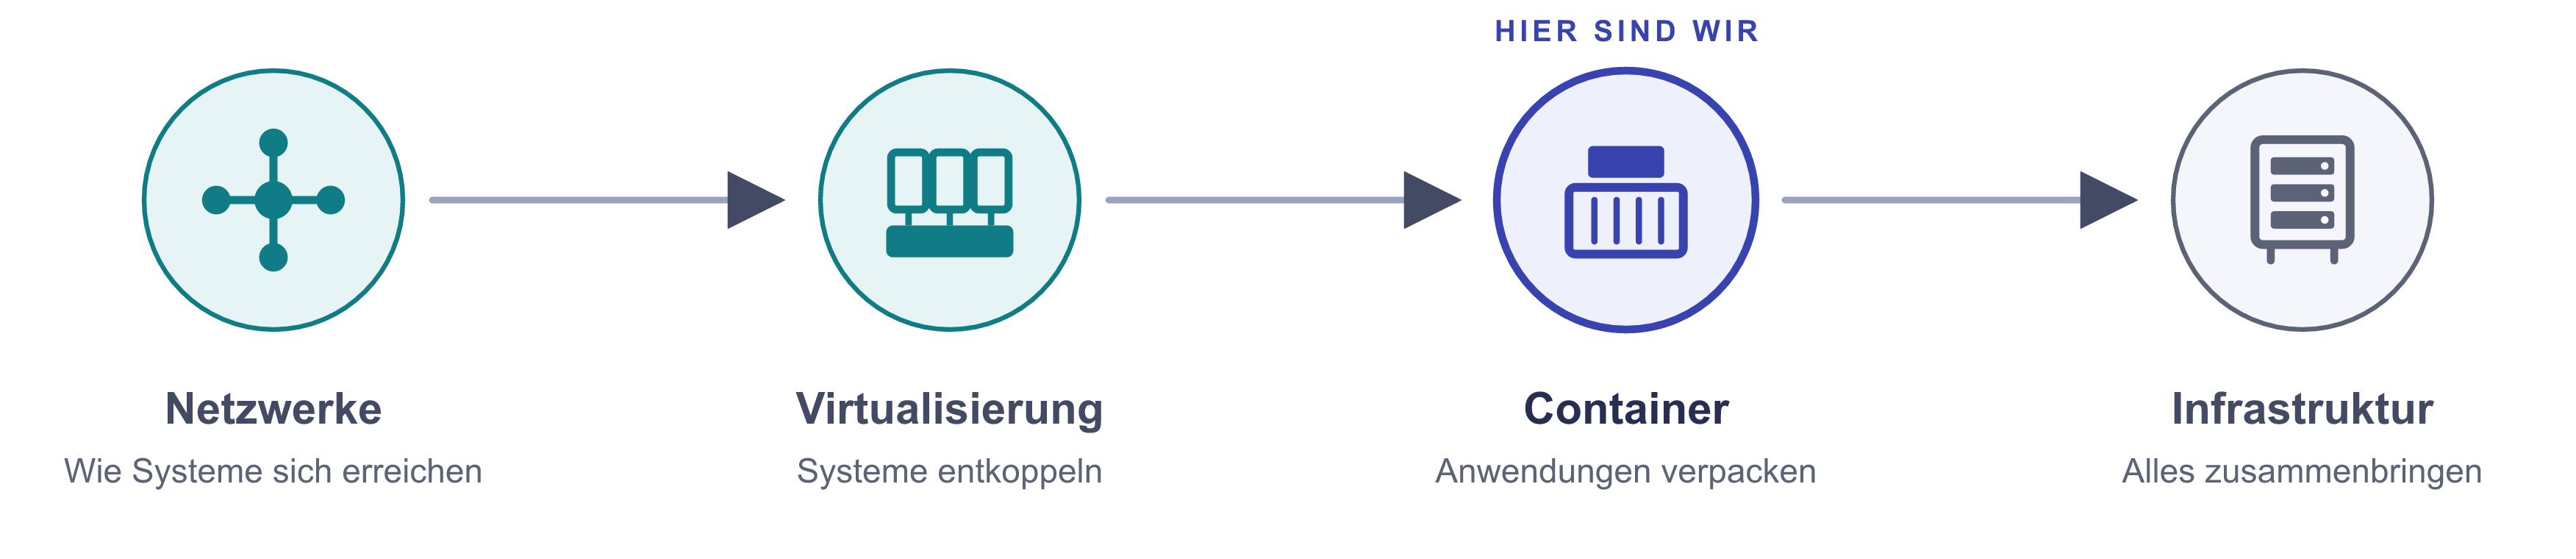 HIER SIND WIR
Netzwerke
Wie Systeme sich erreichen
Virtualisierung
Systeme entkoppeln
Container
Anwendungen verpacken
Infrastruktur
Alles zusammenbringen